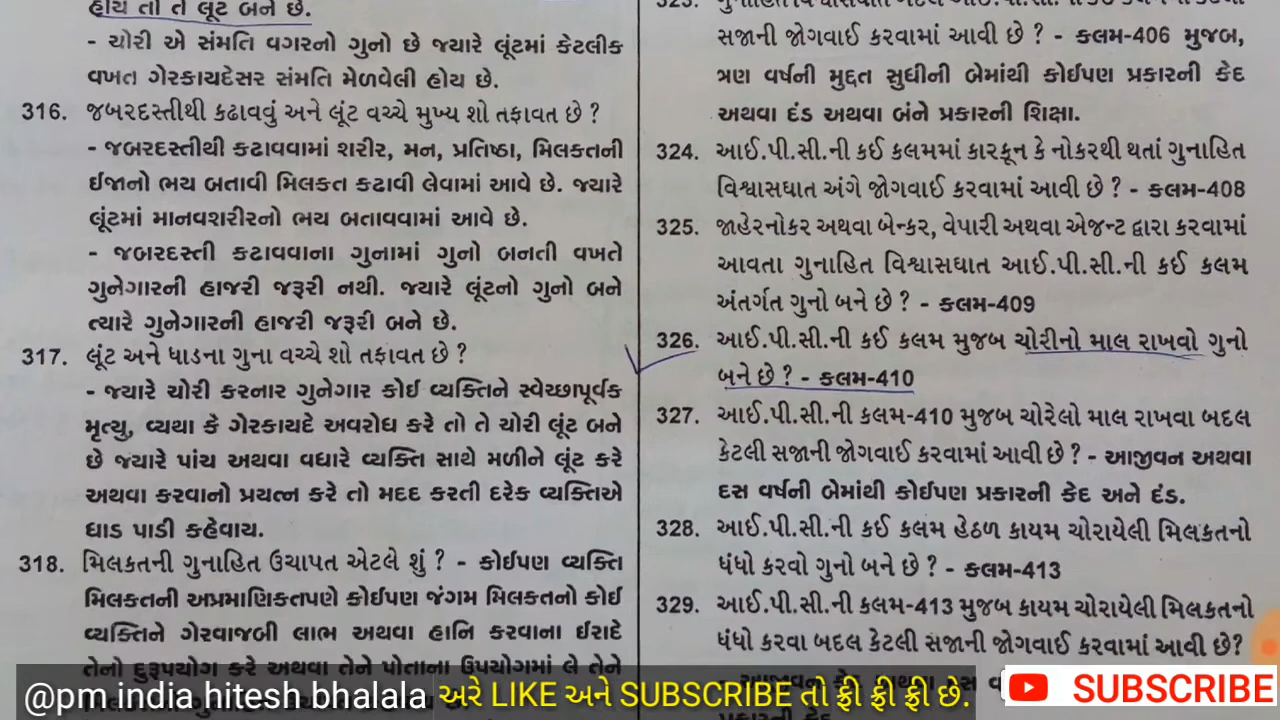 હોય તો તે લૂંટ બને છે.
- ચોરી એ સંમતિ વગરનો ગુનો છે જ્યારે લૂંટમાં કેટલીક
વખત ગેરકાયદેસર સંમતિ મેળવેલી હોય છે.
316. જબરદસ્તીથી કઢાવવું અને લૂંટ વચ્ચે મુખ્ય શો તફાવત છે ?
- જબરદસ્તીથી કઢાવવામાં શરીર, મન, પ્રતિષ્ઠા, મિલકતની
ઈજાનો ભય બતાવી મિલકત કઢાવી લેવામાં આવે છે. જ્યારે
લૂંટમાં માનવશરીરનો ભય બતાવવામાં આવે છે.
- જબરદસ્તી કઢાવવાના ગુનામાં ગુનો બનતી વખતે
ગુનેગારની હાજરી જરૂરી નથી. જ્યારે લૂંટનો ગુનો બને
ત્યારે ગુનેગારની હાજરી જરૂરી બને છે.
317. લૂંટ અને ધાડના ગુના વચ્ચે શો તફાવત છે ?
- જ્યારે ચોરી કરનાર ગુનેગાર કોઈ વ્યક્તિને સ્વેચ્છાપૂર્વક
મૃત્યુ, વ્યથા કે ગેરકાયદે અવરોધ કરે તો તે ચોરી લૂંટ બને
છે જ્યારે પાંચ અથવા વધારે વ્યક્તિ સાથે મળીને લૂંટ કરે
અથવા કરવાનો પ્રયત્ન કરે તો મદદ કરતી દરેક વ્યક્તિએ
ધાડ પાડી કહેવાય.
318. મિલકતની ગુનાહિત ઉચાપત એટલે શું ? - કોઈપણ વ્યક્તિ
મિલકતની અપ્રમાણિકતપણે કોઈપણ જંગમ મિલકતનો કોઈ
વ્યક્તિને ગેરવાજબી લાભ અથવા હાનિ કરવાના ઈરાદે
તેનો દુરૂપયોગ કરે અથવા તેને પોતાના ઉપયોગમાં લે તેને
સજાની જોગવાઈ કરવામાં આવી છે ? - કલમ-406 મુજબ,
ત્રણ વર્ષની મુદ્દત સુધીની બેમાંથી કોઈપણ પ્રકારની કેદ
અથવા દંડ અથવા બંને પ્રકારની શિક્ષા.
324. આઈ.પી.સી.ની કઈ કલમમાં કારકૂન કે નોકરથી થતાં ગુનાહિત
વિશ્વાસઘાત અંગે જોગવાઈ કરવામાં આવી છે ? - કલમ-408
325. જાહેરનોકર અથવા બેન્કર, વેપારી અથવા એજન્ટ દ્વારા કરવામાં
આવતા ગુનાહિત વિશ્વાસઘાત આઈ.પી.સી.ની કઈ કલમ
અંતર્ગત ગુનો બને છે ? - કલમ-409
326. આઈ.પી.સી.ની કઈ કલમ મુજબ ચોરીનો માલ રાખવો ગુનો
બને છે ? - કલમ-410
327. આઈ.પી.સી.ની કલમ-410 મુજબ ચોરેલો માલ રાખવા બદલ
કેટલી સજાની જોગવાઈ કરવામાં આવી છે ? - આજીવન અથવા
દસ વર્ષની બેમાંથી કોઈપણ પ્રકારની કેદ અને દંડ.
328. આઈ.પી.સી.ની કઈ કલમ હેઠળ કાયમ ચોરાયેલી મિલકતનો
ધંધો કરવો ગુનો બને છે ? - કલમ-413
329. આઈ.પી.સી.ની કલમ-413 મુજબ કાયમ ચોરાયેલી મિલકતનો
ધંધો કરવા બદલ કેટલી સજાની જોગવાઈ કરવામાં આવી છે?
@pm.india.hitesh.bhalala અરે LIKE અને SUBSCRIBE તો ફ્રી ફ્રી ફ્રી છે.
SUBSCRIBE